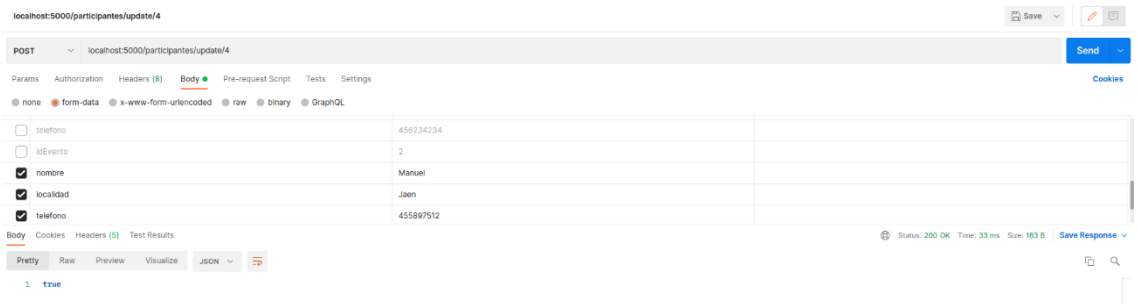 localhost:5000/participantes/update/4
Save
POST localhost:5000/participantes/update/4 Send
Params Authorization Headers (8) Body Pre-request Script Tests Settings Cookies
none form-data x-www-form-urlencoded raw binary GraphQL
telefono 456234234
idEvento 2
nombre Manuel
localidad Jaen
telefono 455897512
Body Cookies Headers (5) Test Results Status: 200 OK Time: 33 ms Size: 183 B Save Response
Pretty Raw Preview Visualize JSON
1 true